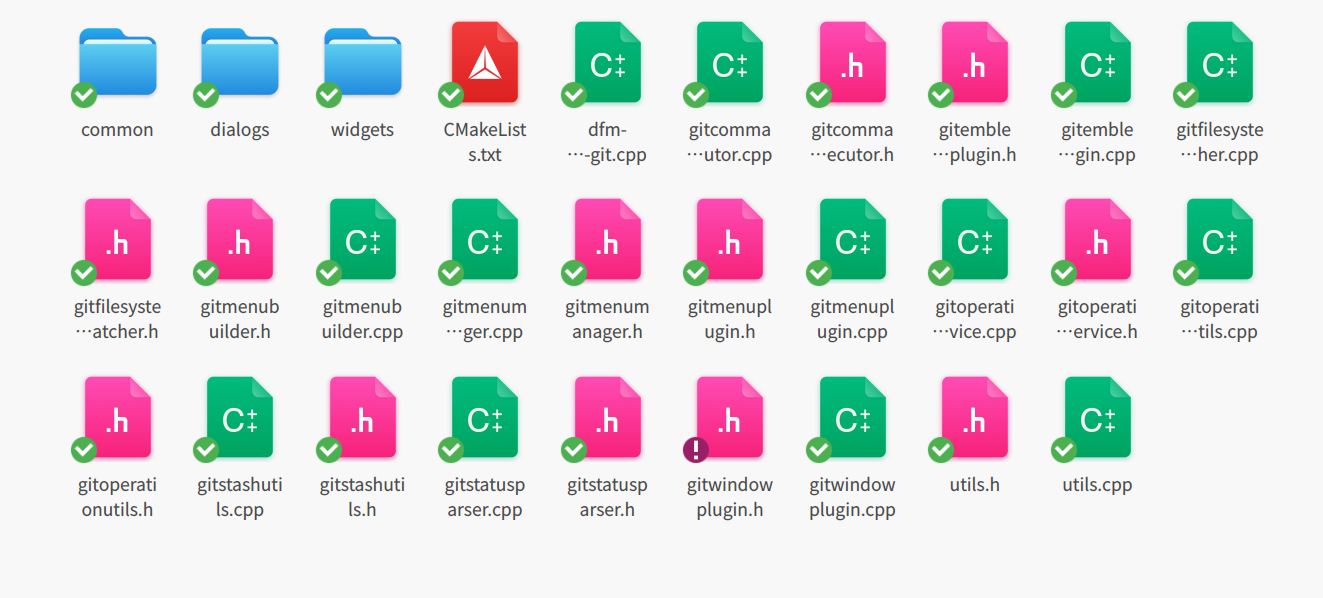 C++
C++
.h
.h
C++
C++
common
dialogs
widgets
CMakeList
s.txt
dfm-
…-git.cpp
gitcomma
…utor.cpp
gitcomma
…ecutor.h
gitemble
…plugin.h
gitemble
…gin.cpp
gitfilesyste
…her.cpp
.h
.h
C++
C++
.h
.h
C++
C++
.h
C++
gitfilesyste
…atcher.h
gitmenub
uilder.h
gitmenub
uilder.cpp
gitmenum
…ger.cpp
gitmenum
anager.h
gitmenupl
ugin.h
gitmenupl
ugin.cpp
gitoperati
…vice.cpp
gitoperati
…ervice.h
gitoperati
…tils.cpp
.h
C++
.h
C++
.h
.h
C++
.h
C++
gitoperati
onutils.h
gitstashuti
ls.cpp
gitstashuti
ls.h
gitstatusp
arser.cpp
gitstatusp
arser.h
gitwindow
plugin.h
gitwindow
plugin.cpp
utils.h
utils.cpp